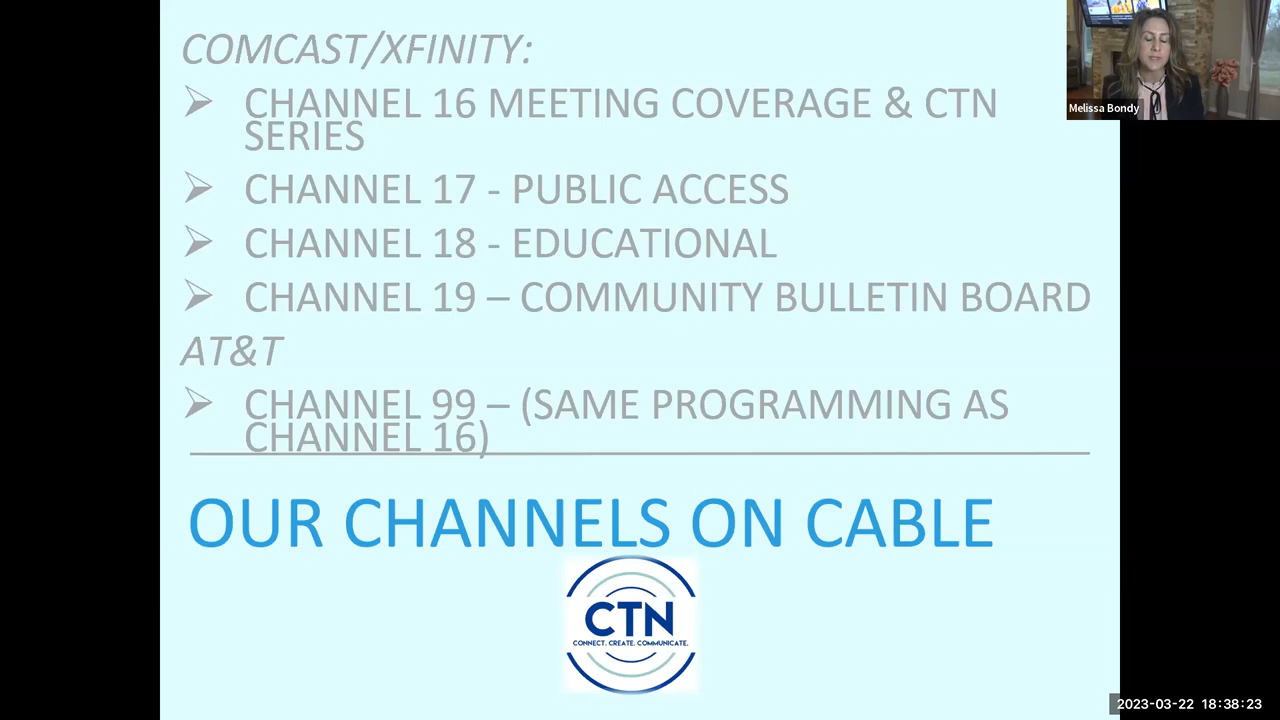 COMCAST/XFINITY:
➢ CHANNEL 16 MEETING COVERAGE & CTN
SERIES
➢ CHANNEL 17 - PUBLIC ACCESS
➢ CHANNEL 18 - EDUCATIONAL
➢ CHANNEL 19 – COMMUNITY BULLETIN BOARD
AT&T
➢ CHANNEL 99 – (SAME PROGRAMMING AS
CHANNEL 16)
OUR CHANNELS ON CABLE
CTN
CONNECT. CREATE. COMMUNICATE.
Melissa Bondy
2023-03-22 18:38:23